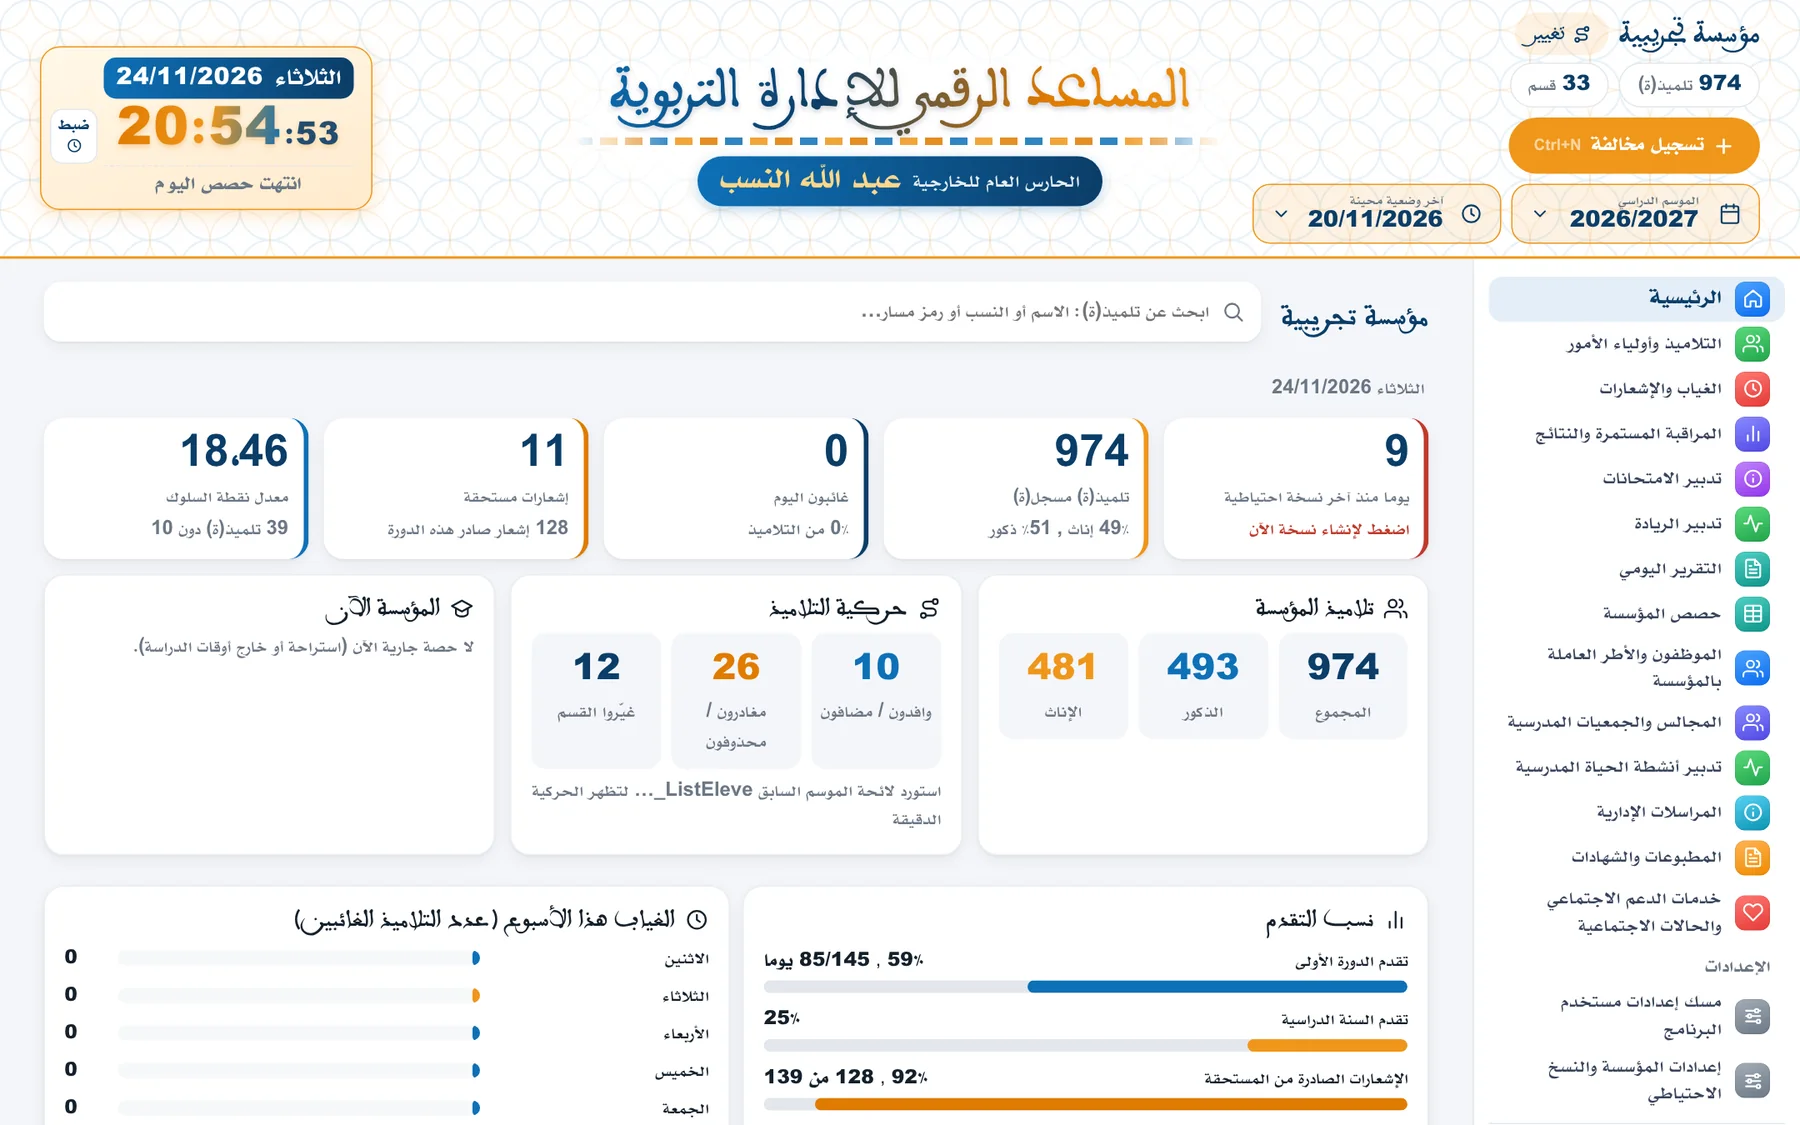 مؤسسة تجريبية
تغيير
974 تلميذ(ة)
33 قسم
+ تسجيل مخالفة Ctrl+N
الموسم الدراسي
2026/2027
آخر وضعية محينة
20/11/2026
المساعد الرقمي للإدارة التربوية
الحارس العام للخارجية عبد الله النسب
الثلاثاء 24/11/2026
20:54:53
ضبط
انتهت حصص اليوم
الرئيسية
التلاميذ وأولياء الأمور
الغياب والإشعارات
المراقبة المستمرة والنتائج
تدبير الامتحانات
تدبير الريادة
التقرير اليومي
حصص المؤسسة
الموظفون والأطر العاملة
بالمؤسسة
المجالس والجمعيات المدرسية
تدبير أنشطة الحياة المدرسية
المراسلات الإدارية
المطبوعات والشهادات
خدمات الدعم الاجتماعي
والحالات الاجتماعية
الإعدادات
مسك إعدادات مستخدم
البرنامج
إعدادات المؤسسة والنسخ
الاحتياطي
مؤسسة تجريبية
ابحث عن تلميذ(ة): الاسم أو النسب أو رمز مسار...
الثلاثاء 24/11/2026
9
يوما منذ آخر نسخة احتياطية
اضغط لإنشاء نسخة الآن
974
تلميذ(ة) مسجل(ة)
49٪ إناث , 51٪ ذكور
0
غائبون اليوم
0٪ من التلاميذ
11
إشعارات مستحقة
128 إشعار صادر هذه الدورة
18.46
معدل نقطة السلوك
39 تلميذ(ة) دون 10
تلاميذ المؤسسة
974
المجموع
493
الذكور
481
الإناث
حركية التلاميذ
10
وافدون / مضافون
26
مغادرون /
محذوفون
12
غيّروا القسم
استورد لائحة الموسم السابق ListEleve_... لتظهر الحركية
الدقيقة
المؤسسة الآن
لا حصة جارية الآن (استراحة أو خارج أوقات الدراسة).
نسب التقدم
تقدم الدورة الأولى
59٪ , 85/145 يوما
تقدم السنة الدراسية
25٪
الإشعارات الصادرة من المستحقة
92٪ , 128 من 139
الغياب هذا الأسبوع (عدد التلاميذ الغائبين)
الاثنين 0
الثلاثاء 0
الأربعاء 0
الخميس 0
الجمعة 0